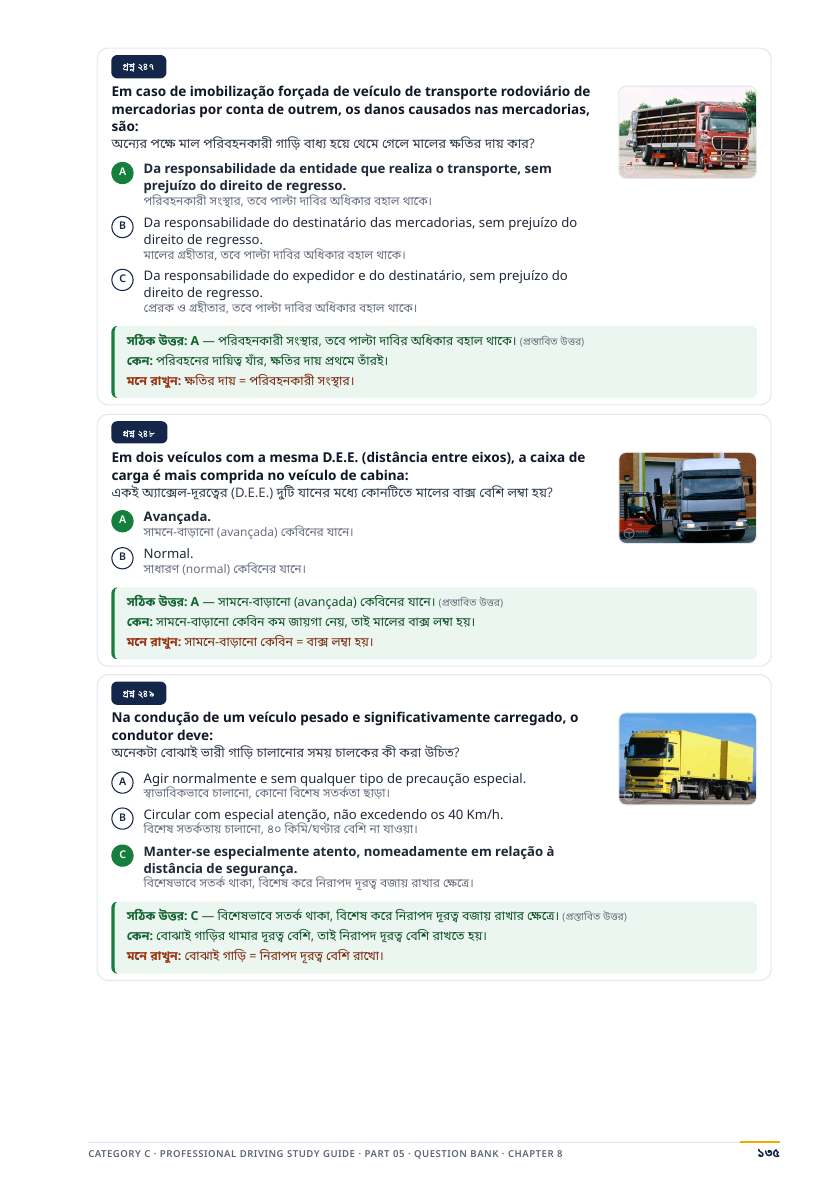 প্রশ্ন ২৪৭
Em caso de imobilização forçada de veículo de transporte rodoviário de
mercadorias por conta de outrem, os danos causados nas mercadorias,
são:
অন্যের পক্ষে মাল পরিবহনকারী গাড়ি বাধ্য হয়ে থেমে গেলে মালের ক্ষতির দায় কার?
A Da responsabilidade da entidade que realiza o transporte, sem
prejuízo do direito de regresso.
পরিবহনকারী সংস্থার, তবে পাল্টা দাবির অধিকার বহাল থাকে।
B Da responsabilidade do destinatário das mercadorias, sem prejuízo do
direito de regresso.
মালের গ্রহীতার, তবে পাল্টা দাবির অধিকার বহাল থাকে।
C Da responsabilidade do expedidor e do destinatário, sem prejuízo do
direito de regresso.
প্রেরক ও গ্রহীতার, তবে পাল্টা দাবির অধিকার বহাল থাকে।
সঠিক উত্তর: A — পরিবহনকারী সংস্থার, তবে পাল্টা দাবির অধিকার বহাল থাকে। (প্রস্তাবিত উত্তর)
কেন: পরিবহনের দায়িত্ব যাঁর, ক্ষতির দায় প্রথমে তাঁরই।
মনে রাখুন: ক্ষতির দায় = পরিবহনকারী সংস্থার।
প্রশ্ন ২৪৮
Em dois veículos com a mesma D.E.E. (distância entre eixos), a caixa de
carga é mais comprida no veículo de cabina:
একই অ্যাক্সেল-দূরত্বের (D.E.E.) দুটি যানের মধ্যে কোনটিতে মালের বাক্স বেশি লম্বা হয়?
A Avançada.
সামনে-বাড়ানো (avançada) কেবিনের যানে।
B Normal.
সাধারণ (normal) কেবিনের যানে।
সঠিক উত্তর: A — সামনে-বাড়ানো (avançada) কেবিনের যানে। (প্রস্তাবিত উত্তর)
কেন: সামনে-বাড়ানো কেবিন কম জায়গা নেয়, তাই মালের বাক্স লম্বা হয়।
মনে রাখুন: সামনে-বাড়ানো কেবিন = বাক্স লম্বা হয়।
প্রশ্ন ২৪৯
Na condução de um veículo pesado e significativamente carregado, o
condutor deve:
অনেকটা বোঝাই ভারী গাড়ি চালানোর সময় চালকের কী করা উচিত?
A Agir normalmente e sem qualquer tipo de precaução especial.
স্বাভাবিকভাবে চালানো, কোনো বিশেষ সতর্কতা ছাড়া।
B Circular com especial atenção, não excedendo os 40 Km/h.
বিশেষ সতর্কতায় চালানো, ৪০ কিমি/ঘণ্টার বেশি না যাওয়া।
C Manter-se especialmente atento, nomeadamente em relação à
distância de segurança.
বিশেষভাবে সতর্ক থাকা, বিশেষ করে নিরাপদ দূরত্ব বজায় রাখার ক্ষেত্রে।
সঠিক উত্তর: C — বিশেষভাবে সতর্ক থাকা, বিশেষ করে নিরাপদ দূরত্ব বজায় রাখার ক্ষেত্রে। (প্রস্তাবিত উত্তর)
কেন: বোঝাই গাড়ির থামার দূরত্ব বেশি, তাই নিরাপদ দূরত্ব বেশি রাখতে হয়।
মনে রাখুন: বোঝাই গাড়ি = নিরাপদ দূরত্ব বেশি রাখো।
CATEGORY C · PROFESSIONAL DRIVING STUDY GUIDE · PART 05 · QUESTION BANK · CHAPTER 8
১৩৫